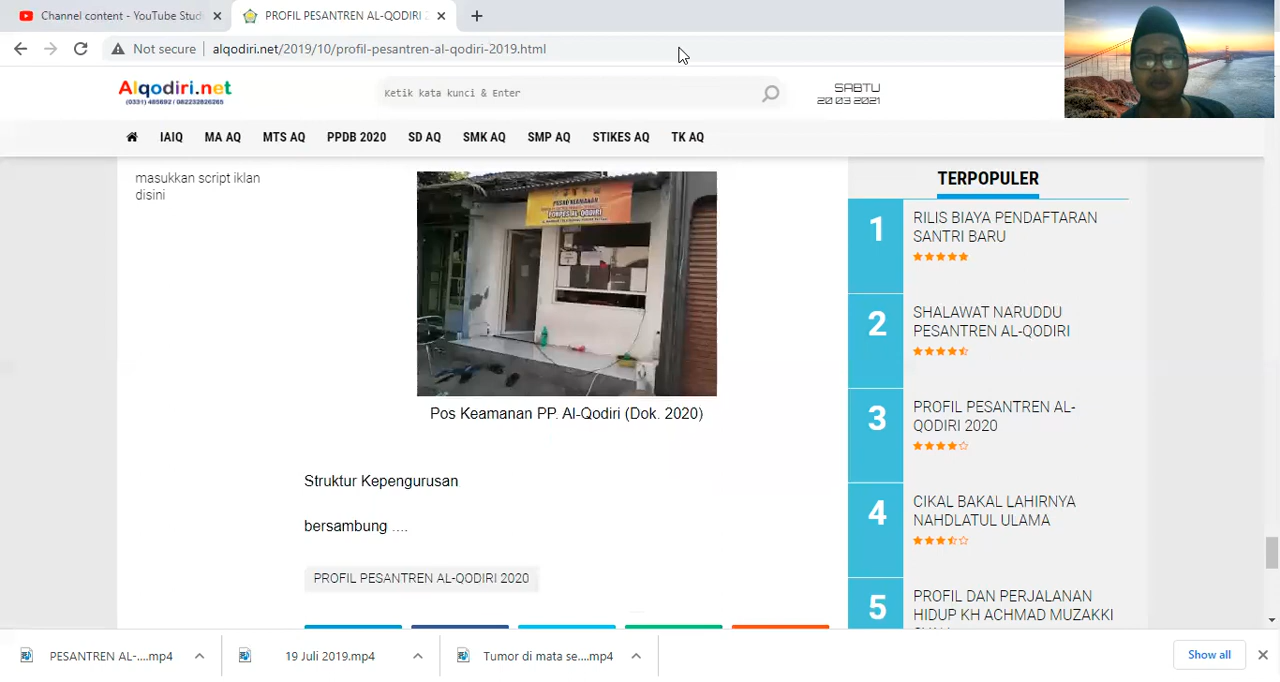 Channel content - YouTube Stud
PROFIL PESANTREN AL-QODIRI 2
Not secure
alqodiri.net/2019/10/profil-pesantren-al-qodiri-2019.html
Alqodiri.net
(0331) 485692 / 082232826265
Ketik kata kunci & Enter
SABTU
20 03 2021
IAIQ
MA AQ
MTS AQ
PPDB 2020
SD AQ
SMK AQ
SMP AQ
STIKES AQ
TK AQ
masukkan script iklan
disini
Pos Keamanan PP. Al-Qodiri (Dok. 2020)
Struktur Kepengurusan
bersambung ....
PROFIL PESANTREN AL-QODIRI 2020
TERPOPULER
1
RILIS BIAYA PENDAFTARAN
SANTRI BARU
2
SHALAWAT NARUDDU
PESANTREN AL-QODIRI
3
PROFIL PESANTREN AL-
QODIRI 2020
4
CIKAL BAKAL LAHIRNYA
NAHDLATUL ULAMA
5
PROFIL DAN PERJALANAN
HIDUP KH ACHMAD MUZAKKI
PESANTREN AL-....mp4
19 Juli 2019.mp4
Tumor di mata se....mp4
Show all